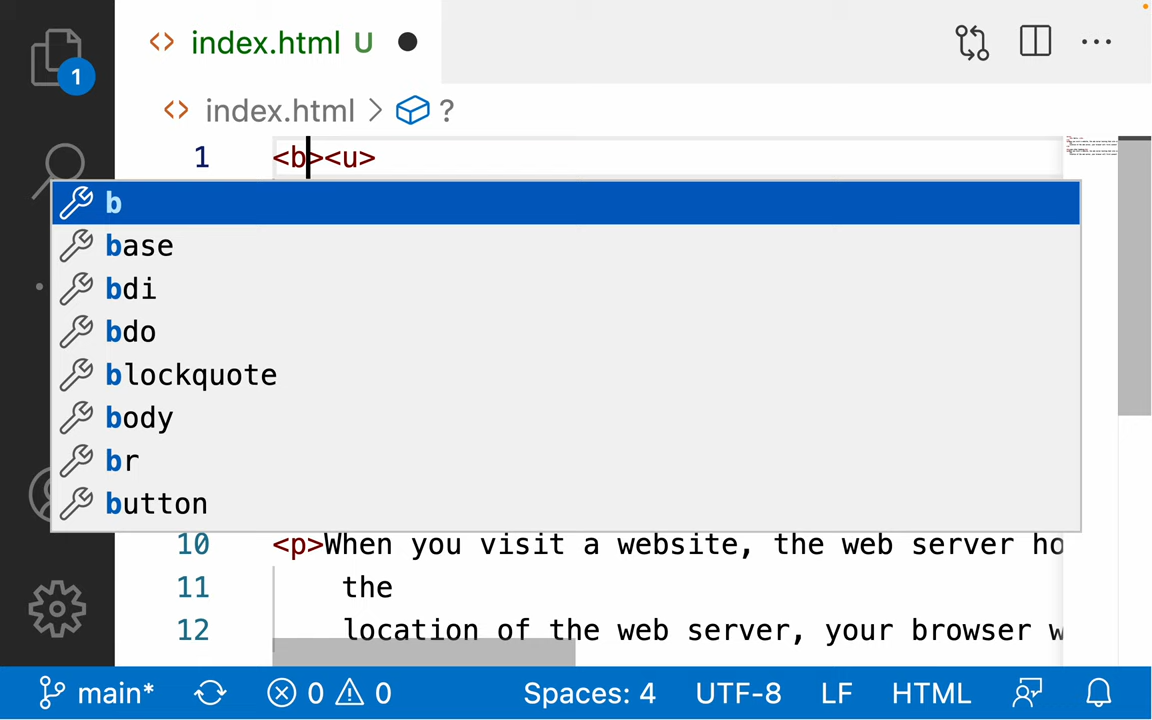 index.html U
1
index.html > ?
1 <b><u>
b
base
bdi
bdo
blockquote
body
br
button
10 <p>When you visit a website, the web server ho
11 the
12 location of the web server, your browser w
main* 0 0 Spaces: 4 UTF-8 LF HTML